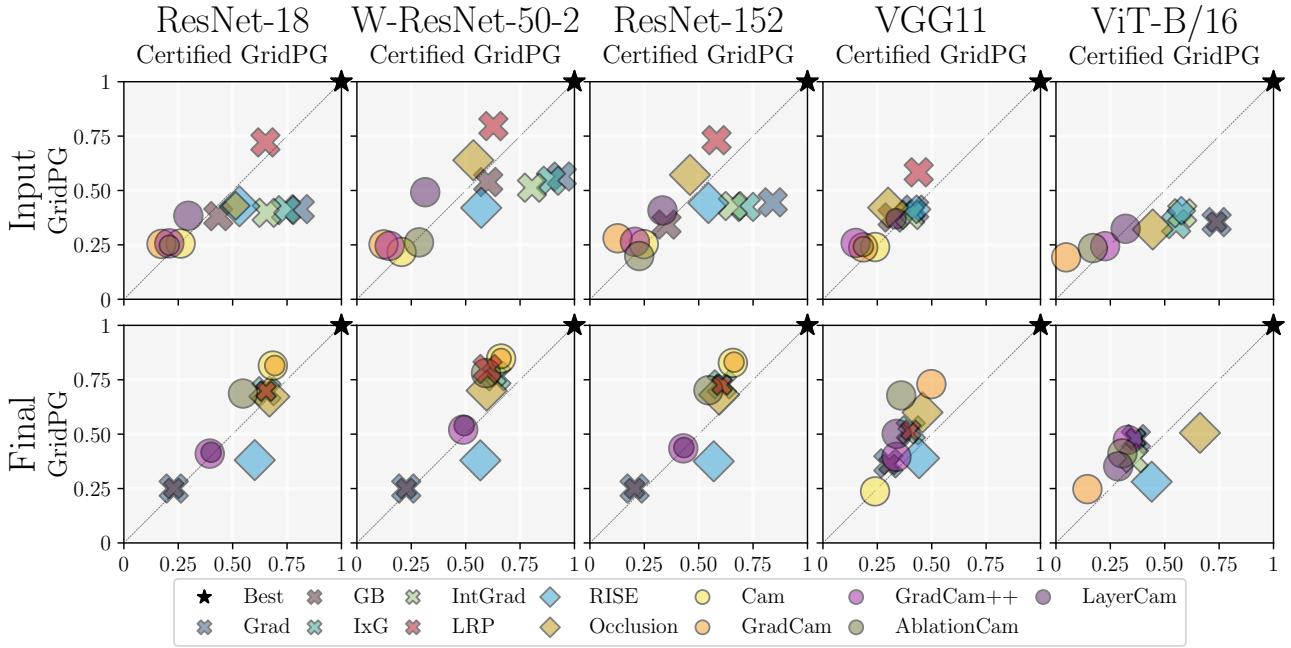 ResNet-18 W-ResNet-50-2 ResNet-152 VGG11 ViT-B/16
Certified GridPG Certified GridPG Certified GridPG Certified GridPG Certified GridPG
Input
GridPG
1
0.75
0.50
0.25
0
Final
GridPG
1
0.75
0.50
0.25
0
0 0.25 0.50 0.75 1 0 0.25 0.50 0.75 1 0 0.25 0.50 0.75 1 0 0.25 0.50 0.75 1 0 0.25 0.50 0.75 1
Best GB IntGrad RISE Cam GradCam++ LayerCam
Grad IxG LRP Occlusion GradCam AblationCam